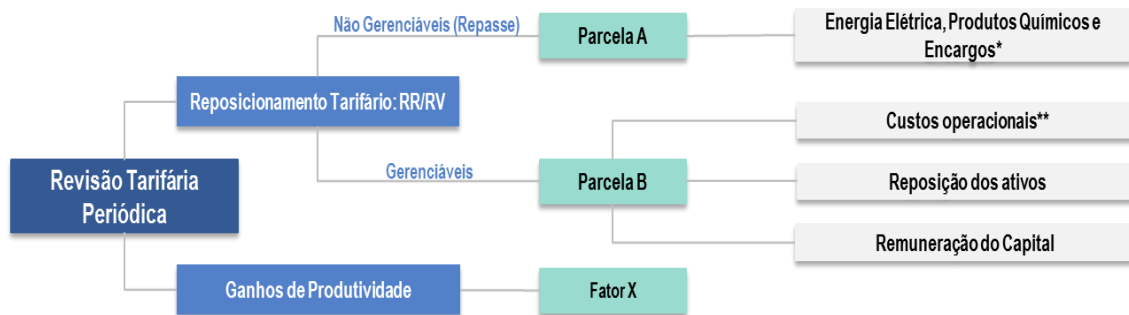 Não Gerenciáveis (Repasse)
Parcela A
Energia Elétrica, Produtos Químicos e
Encargos*
Reposicionamento Tarifário: RR/RV
Custos operacionais**
Gerenciáveis
Parcela B
Reposição dos ativos
Revisão Tarifária
Periódica
Remuneração do Capital
Ganhos de Produtividade
Fator X